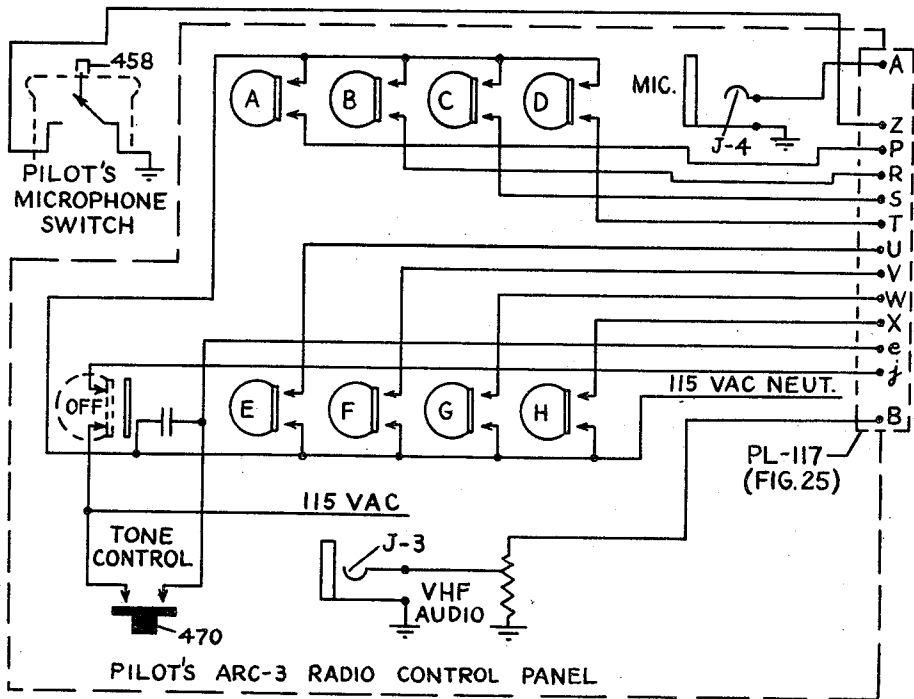 458
PILOT'S
MICROPHONE
SWITCH
A
B
C
D
MIC.
J-4
A
Z
P
R
S
T
U
V
W
X
e
j
B
OFF
E
F
G
H
115 VAC NEUT.
PL-117
(FIG.25)
115 VAC
TONE
CONTROL
470
J-3
VHF
AUDIO
PILOT'S ARC-3 RADIO CONTROL PANEL